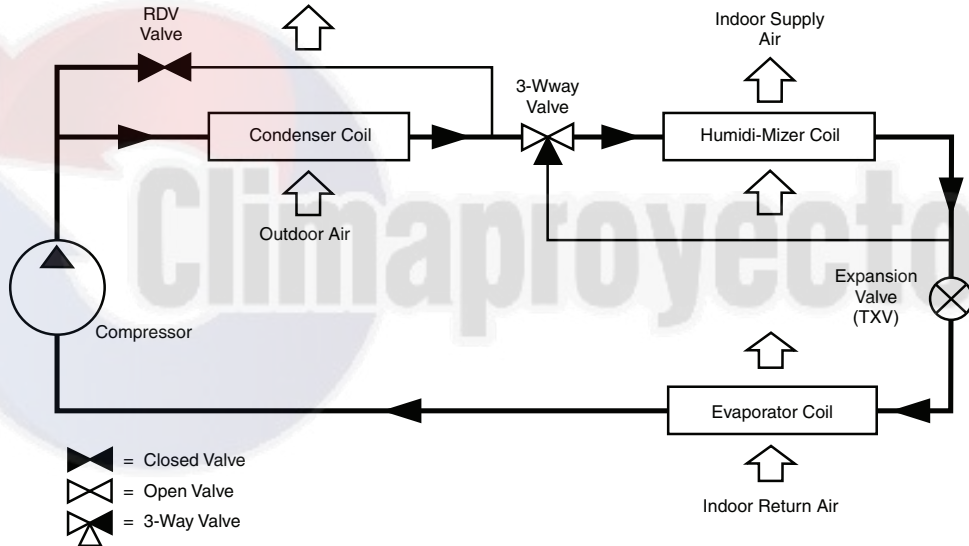 RDV
Valve
Indoor Supply
Air
3-Wway
Valve
Condenser Coil
Humidi-Mizer Coil
Outdoor Air
Climaproyecto
Expansion
Valve
(TXV)
Compressor
Evaporator Coil
= Closed Valve
= Open Valve
Indoor Return Air
= 3-Way Valve